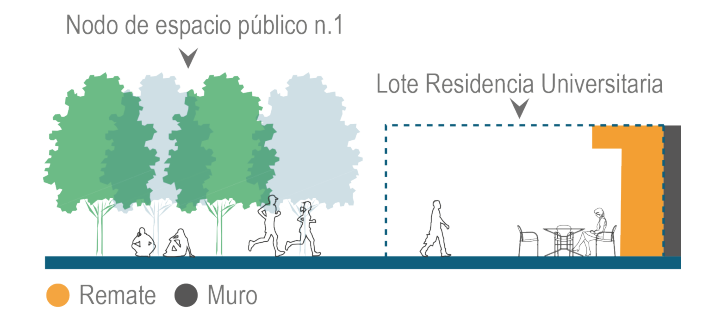 Nodo de espacio público n.1
Lote Residencia Universitaria
Remate
Muro